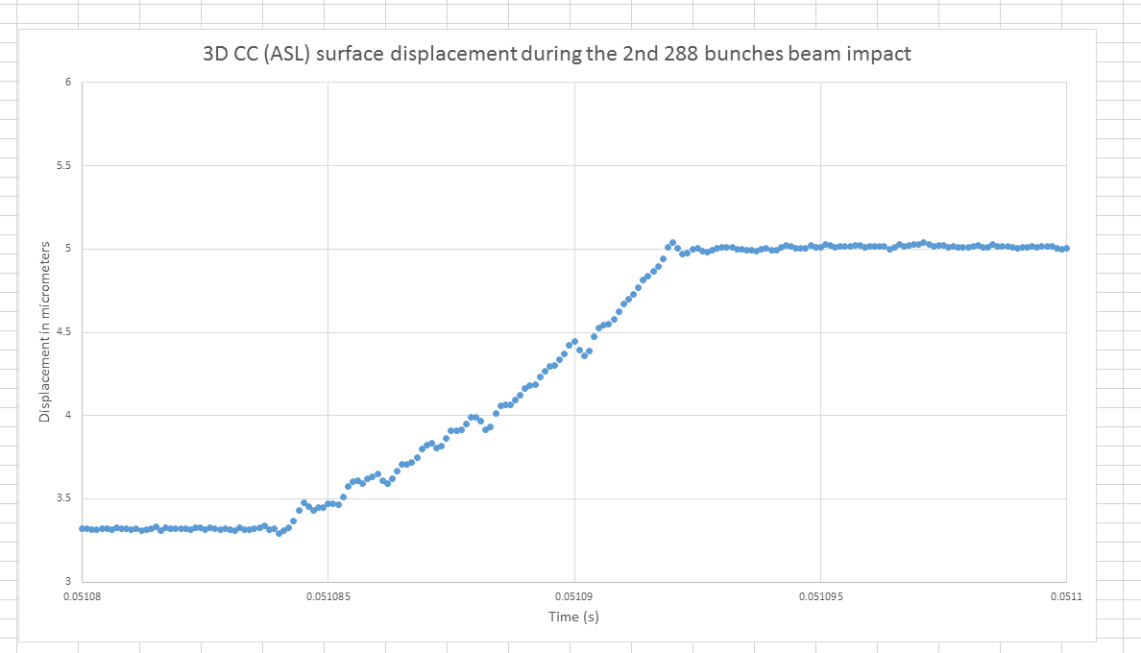 3D CC (ASL) surface displacement during the 2nd 288 bunches beam impact
6
5.5
5
4.5
4
3.5
3
Displacement in micrometers
0.05108 0.051085 0.05109 0.051095 0.0511
Time (s)